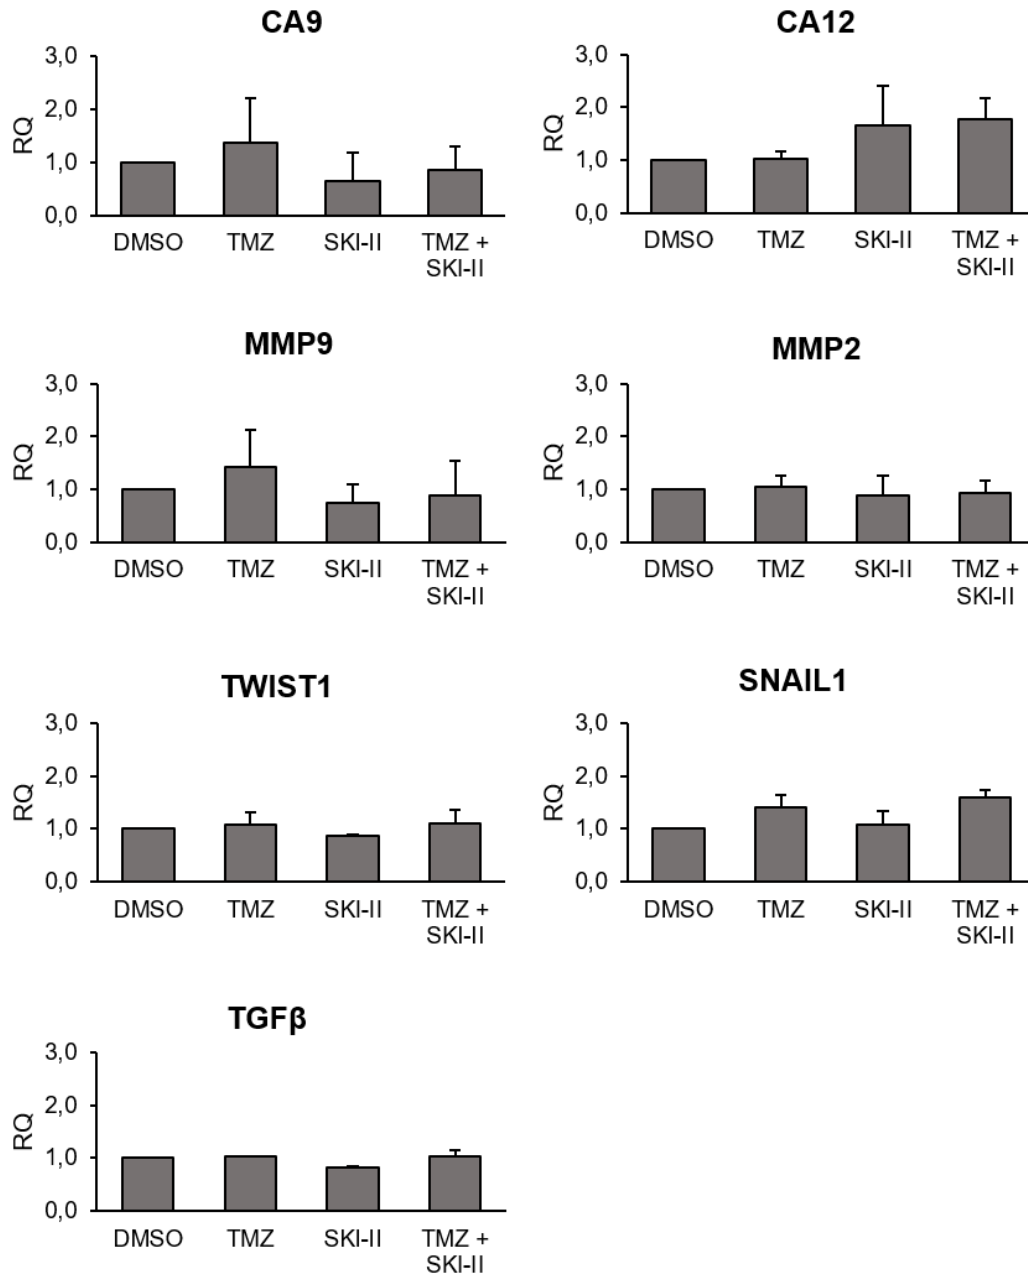 CA9
3,0
2,0
1,0
0,0
RQ
DMSO TMZ SKI-II TMZ +
SKI-II
CA12
3,0
2,0
1,0
0,0
RQ
DMSO TMZ SKI-II TMZ +
SKI-II
MMP9
3,0
2,0
1,0
0,0
RQ
DMSO TMZ SKI-II TMZ +
SKI-II
MMP2
3,0
2,0
1,0
0,0
RQ
DMSO TMZ SKI-II TMZ +
SKI-II
TWIST1
3,0
2,0
1,0
0,0
RQ
DMSO TMZ SKI-II TMZ +
SKI-II
SNAIL1
3,0
2,0
1,0
0,0
RQ
DMSO TMZ SKI-II TMZ +
SKI-II
TGFβ
3,0
2,0
1,0
0,0
RQ
DMSO TMZ SKI-II TMZ +
SKI-II